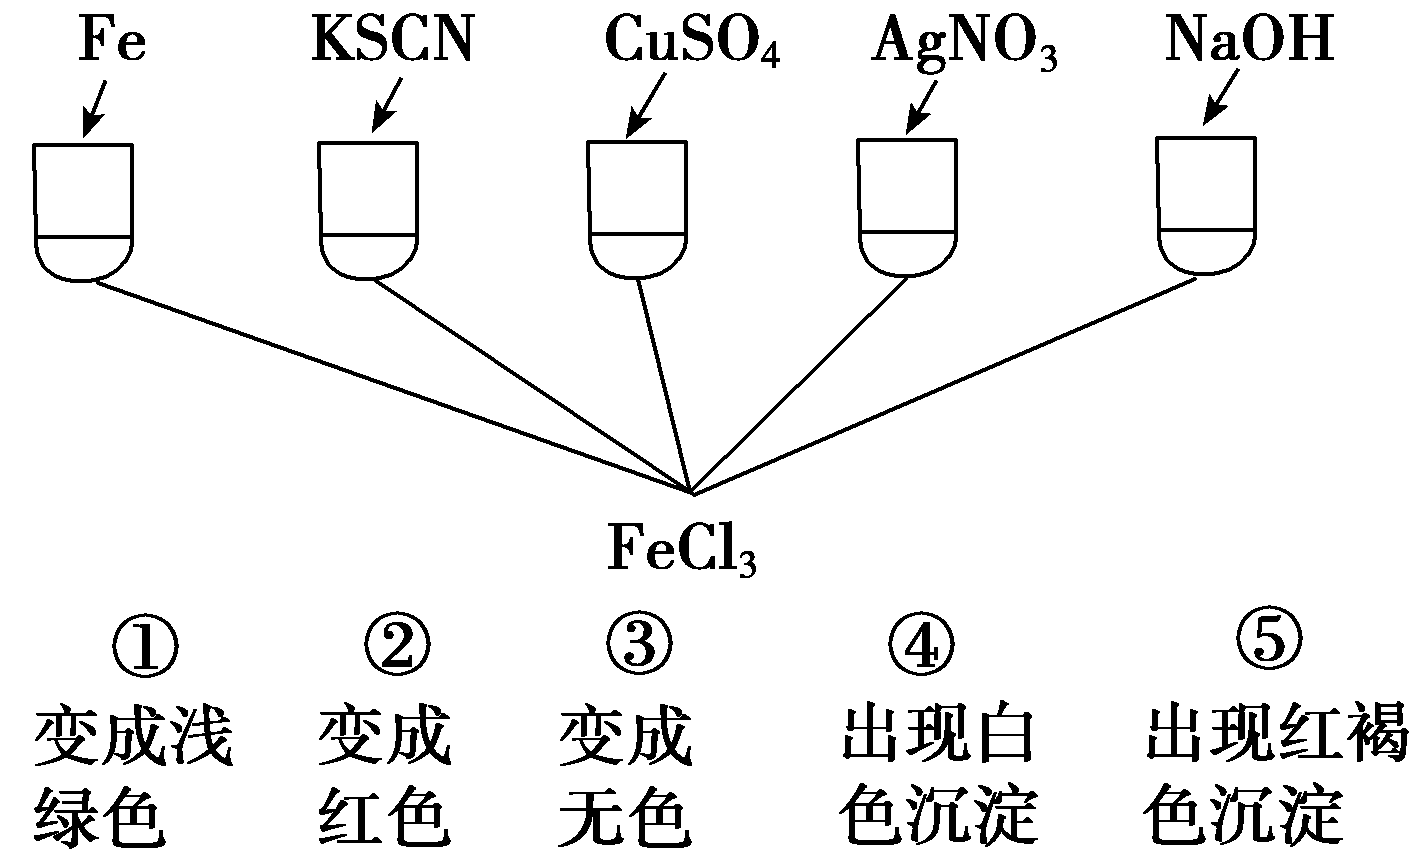 Fe KSCN CuSO₄ AgNO₃ NaOH
FeCl₃
① ② ③ ④ ⑤
变成浅 变成 变成 出现白 出现红褐
绿色 红色 无色 色沉淀 色沉淀